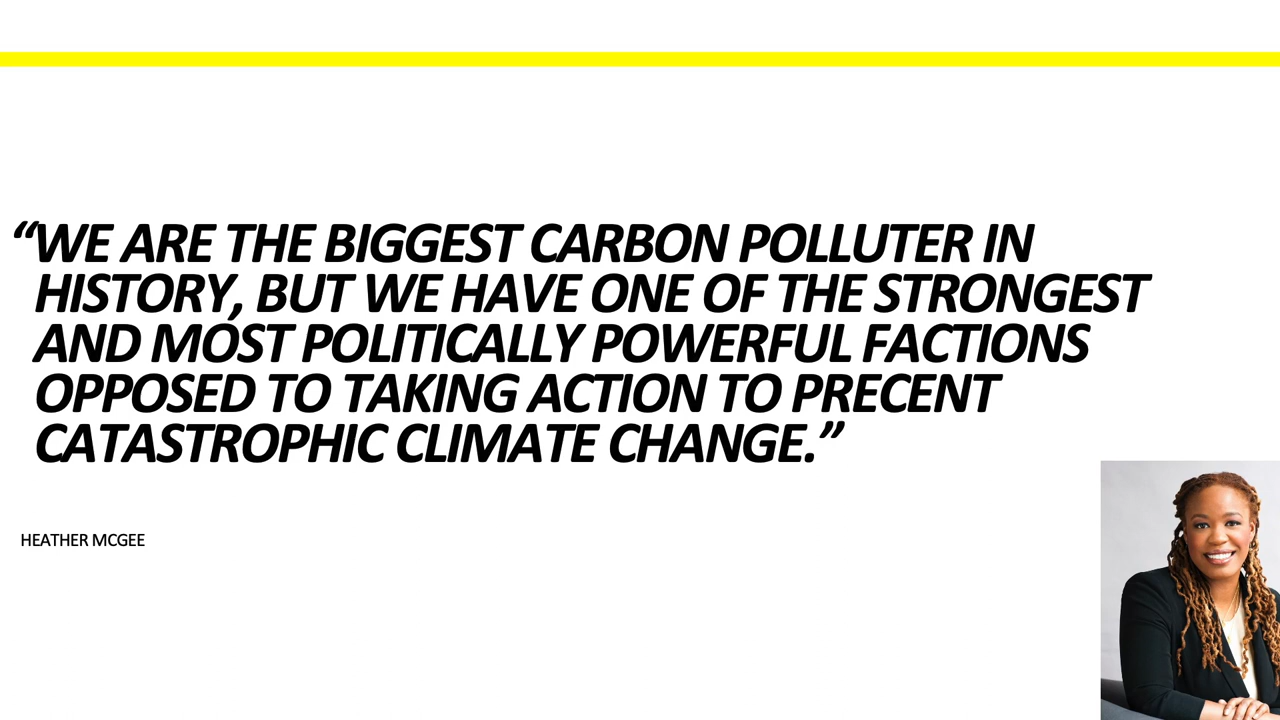 “WE ARE THE BIGGEST CARBON POLLUTER IN
HISTORY, BUT WE HAVE ONE OF THE STRONGEST
AND MOST POLITICALLY POWERFUL FACTIONS
OPPOSED TO TAKING ACTION TO PRECENT
CATASTROPHIC CLIMATE CHANGE.”
HEATHER MCGEE